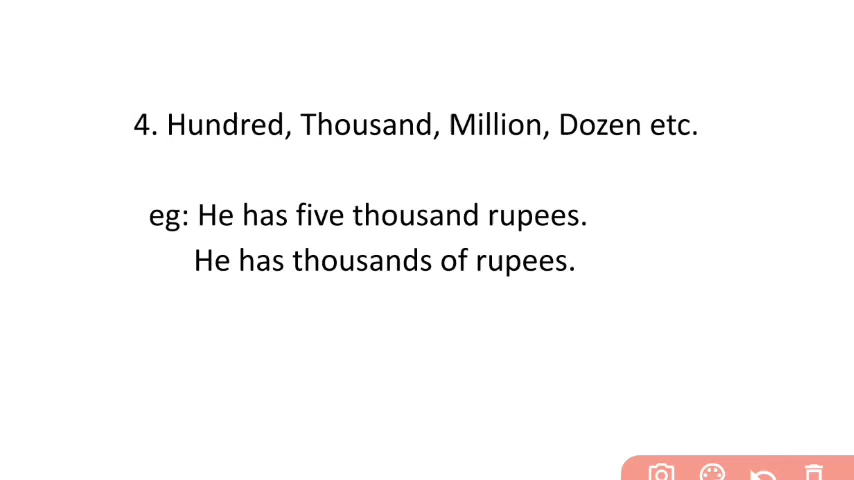 4. Hundred, Thousand, Million, Dozen etc.
eg: He has five thousand rupees.
He has thousands of rupees.